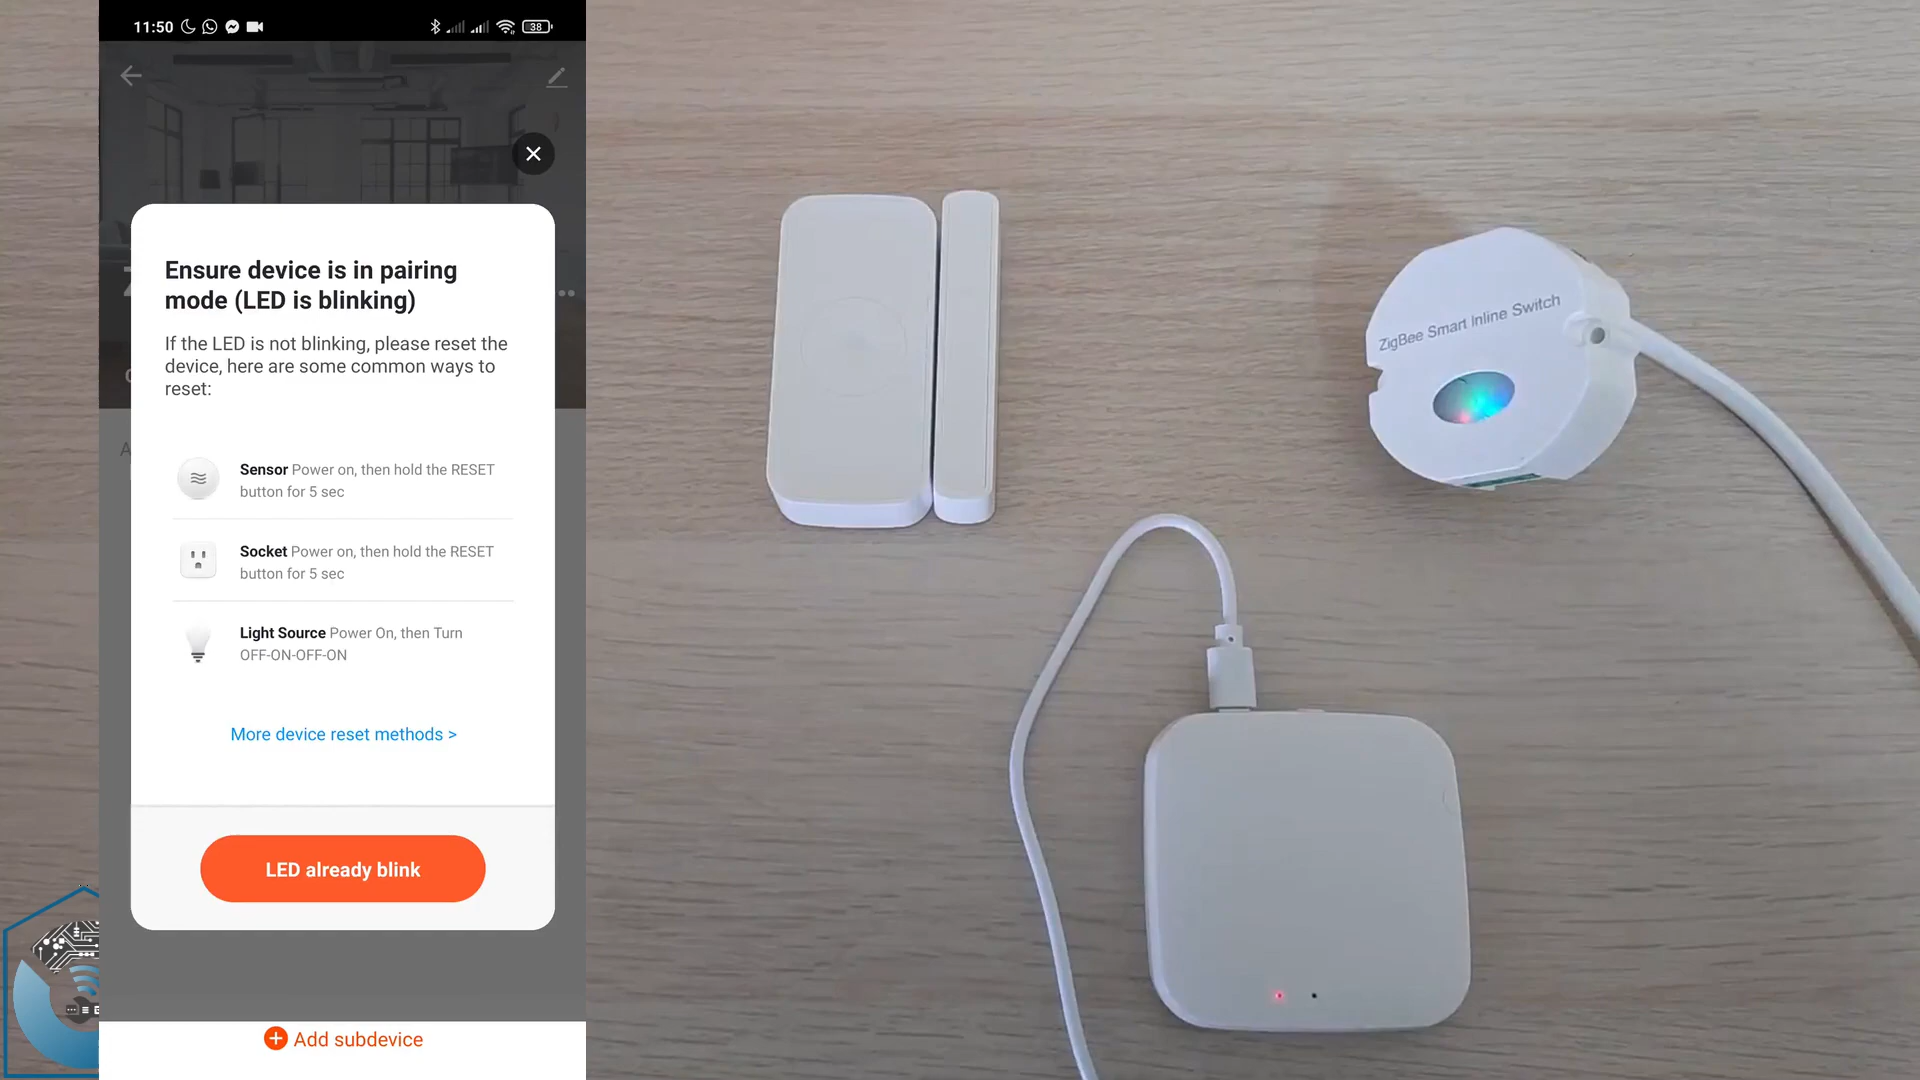 11:50
38
Ensure device is in pairing
mode (LED is blinking)
If the LED is not blinking, please reset the
device, here are some common ways to
reset:
Sensor Power on, then hold the RESET
button for 5 sec
Socket Power on, then hold the RESET
button for 5 sec
Light Source Power On, then Turn
OFF-ON-OFF-ON
More device reset methods >
LED already blink
Add subdevice
ZigBee Smart Inline Switch